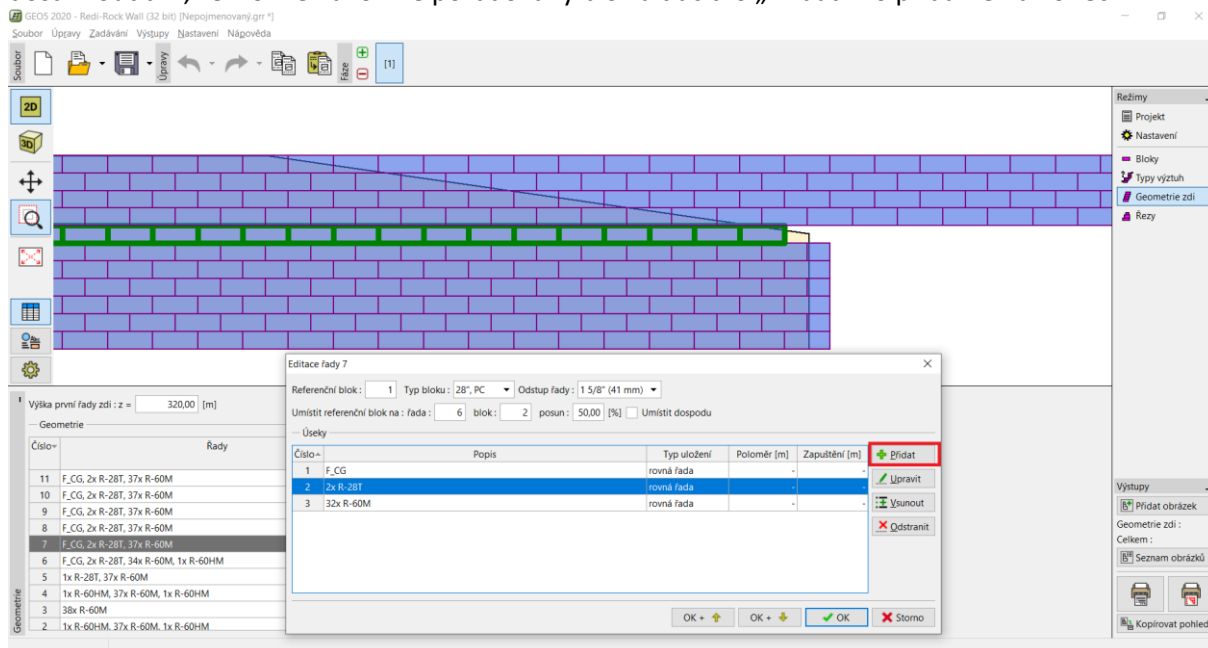 GEO5 2020 - Redi-Rock Wall (32 bit) [Nepojmenovaný.grr *]
Soubor Úpravy Zadávání Výstupy Nastavení Nápověda
Soubor
Úpravy
Fáze
[1]
2D
3D
Režimy
Projekt
Nastavení
Bloky
Typy výztuh
Geometrie zdi
Řezy
Editace řady 7
Referenční blok : 1 Typ bloku : 28", PC Odstup řady : 1 5/8" (41 mm)
Umístit referenční blok na : řada : 6 blok : 2 posun : 50,00 [%] Umístit dospodu
Úseky
Číslo Popis Typ uložení Poloměr [m] Zapuštění [m]
1 F_CG rovná řada - -
2 2x R-28T rovná řada - -
3 32x R-60M rovná řada - -
Přidat
Upravit
Vsunout
Odstranit
OK + OK + OK Storno
Výška první řady zdi : z = 320,00 [m]
Geometrie
Číslo Řady
11 F_CG, 2x R-28T, 37x R-60M
10 F_CG, 2x R-28T, 37x R-60M
9 F_CG, 2x R-28T, 37x R-60M
8 F_CG, 2x R-28T, 37x R-60M
7 F_CG, 2x R-28T, 37x R-60M
6 F_CG, 2x R-28T, 34x R-60M, 1x R-60HM
5 1x R-28T, 37x R-60M
4 1x R-60HM, 37x R-60M, 1x R-60HM
3 38x R-60M
2 1x R-60HM, 37x R-60M, 1x R-60HM
Geometrie
Výstupy
Přidat obrázek
Geometrie zdi :
Celkem :
Seznam obrázků
Kopírovat pohled